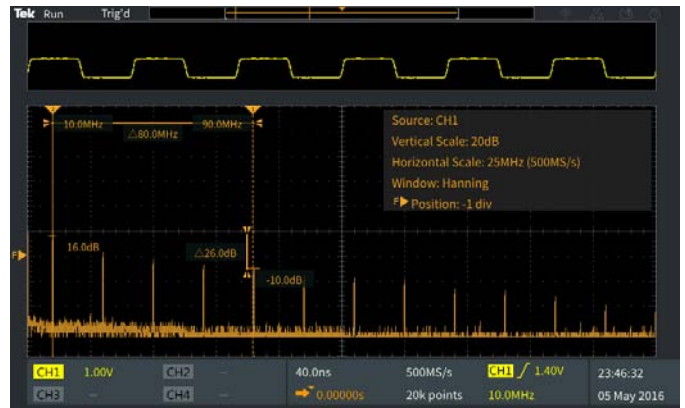 Tek Run Trig'd
10.0MHz 90.0MHz
△80.0MHz
Source: CH1
Vertical Scale: 20dB
Horizontal Scale: 25MHz (500MS/s)
Window: Hanning
F Position: -1 div
16.0dB
△26.0dB
-10.0dB
F
CH1 1.00V CH2 -- 40.0ns 500MS/s CH1 / 1.40V 23:46:32
CH3 -- CH4 -- 0.00000s 20k points 10.0MHz 05 May 2016